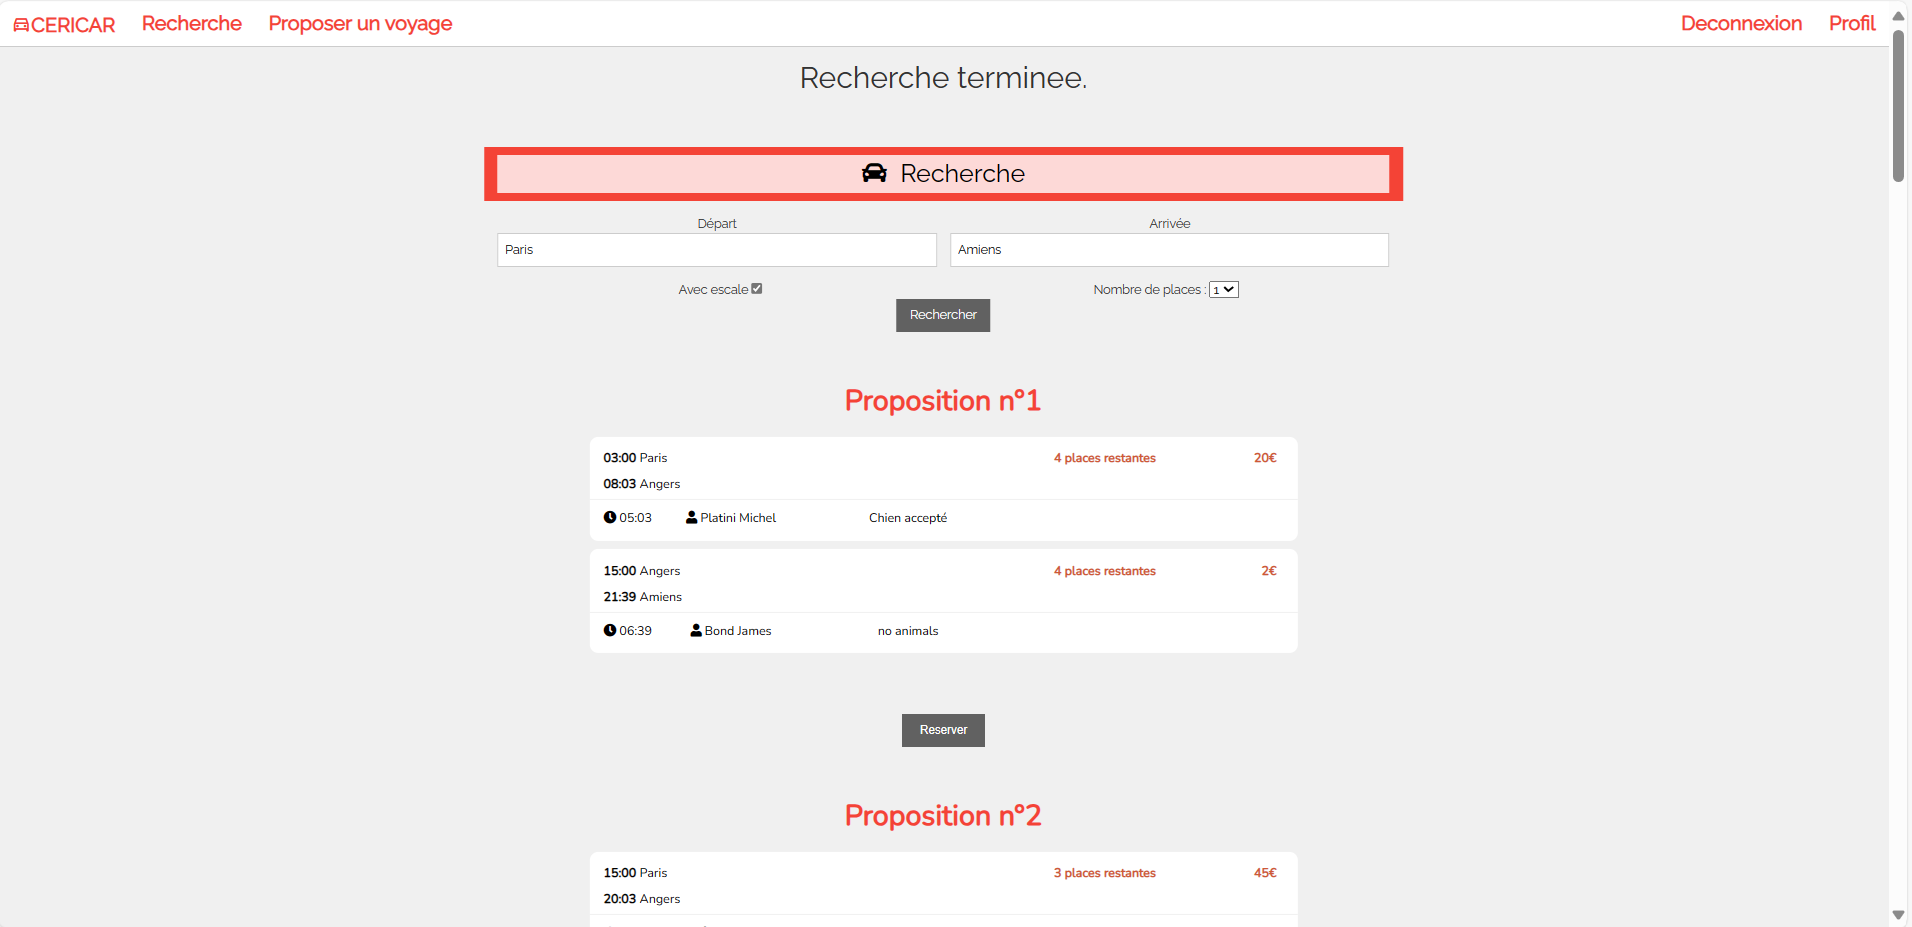 CERICAR Recherche Proposer un voyage Deconnexion Profil
Recherche terminee.
Recherche
Départ Arrivée
Paris Amiens
Avec escale Nombre de places : 1
Rechercher
Proposition n°1
03:00 Paris 4 places restantes 20€
08:03 Angers
05:03 Platini Michel Chien accepté
15:00 Angers 4 places restantes 2€
21:39 Amiens
06:39 Bond James no animals
Reserver
Proposition n°2
15:00 Paris 3 places restantes 45€
20:03 Angers